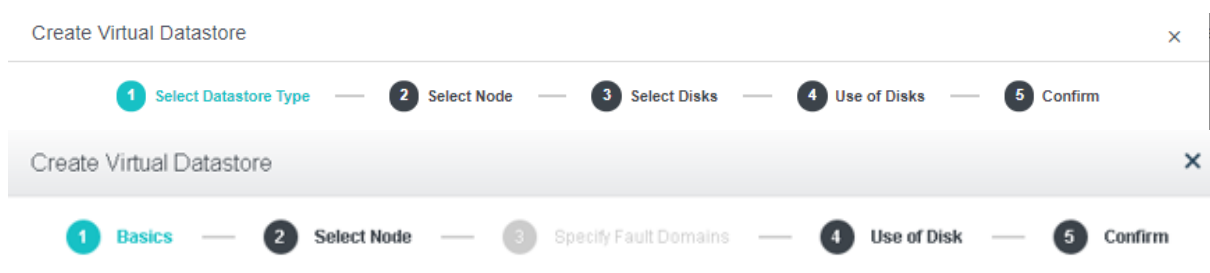 Create Virtual Datastore ×
1 Select Datastore Type 2 Select Node 3 Select Disks 4 Use of Disks 5 Confirm
Create Virtual Datastore ×
1 Basics 2 Select Node 3 Specify Fault Domains 4 Use of Disk 5 Confirm